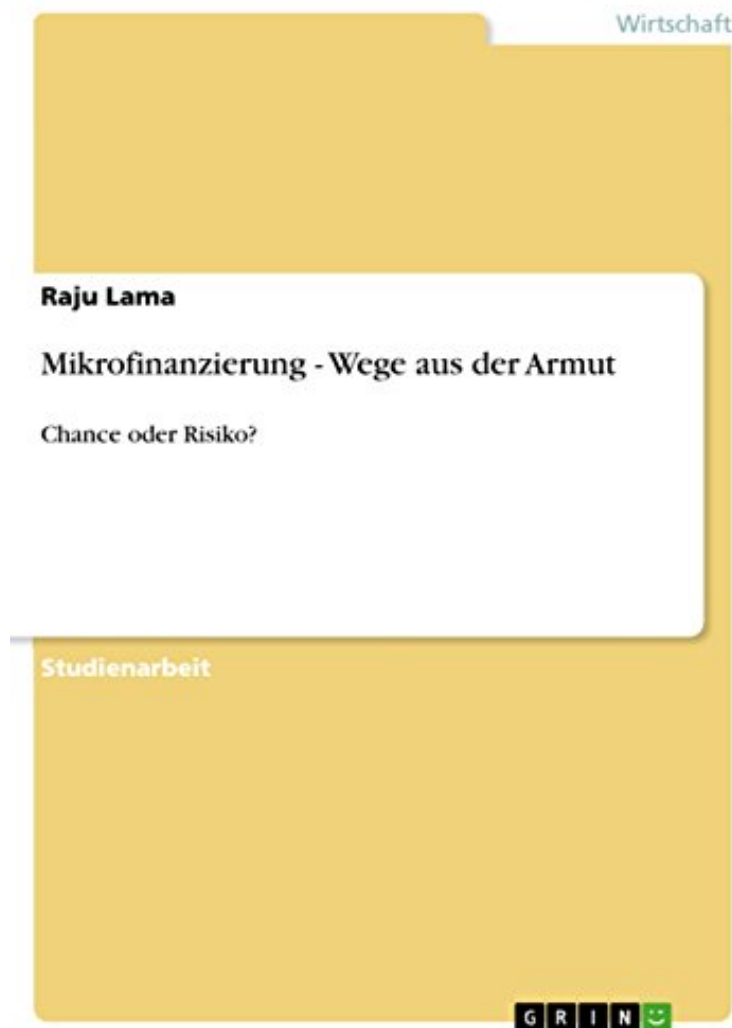 Wirtschaft
Raju Lama
Mikrofinanzierung - Wege aus der Armut
Chance oder Risiko?
Studienarbeit
GRIN